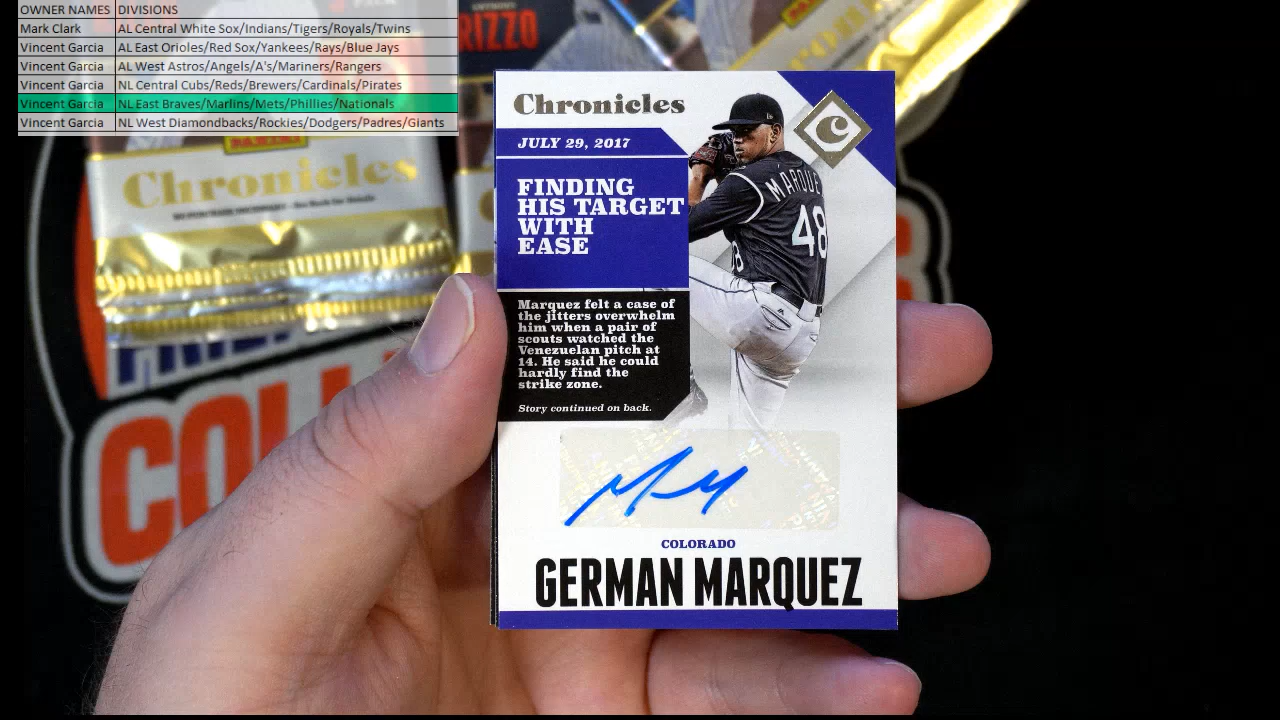 OWNER NAMES DIVISIONS
Mark Clark AL Central White Sox/Indians/Tigers/Royals/Twins
Vincent Garcia AL East Orioles/Red Sox/Yankees/Rays/Blue Jays
Vincent Garcia AL West Astros/Angels/A's/Mariners/Rangers
Vincent Garcia NL Central Cubs/Reds/Brewers/Cardinals/Pirates
Vincent Garcia NL East Braves/Marlins/Mets/Phillies/Nationals
Vincent Garcia NL West Diamondbacks/Rockies/Dodgers/Padres/Giants
RIZZO
PANINI
Chronicles
Chronicles
C
JULY 29, 2017
FINDING
HIS TARGET
WITH
EASE
MARQUE
48
Marquez felt a case of
the jitters overwhelm
him when a pair of
scouts watched the
Venezuelan pitch at
14. He said he could
hardly find the
strike zone.
Story continued on back.
COLORADO
GERMAN MARQUEZ
COL